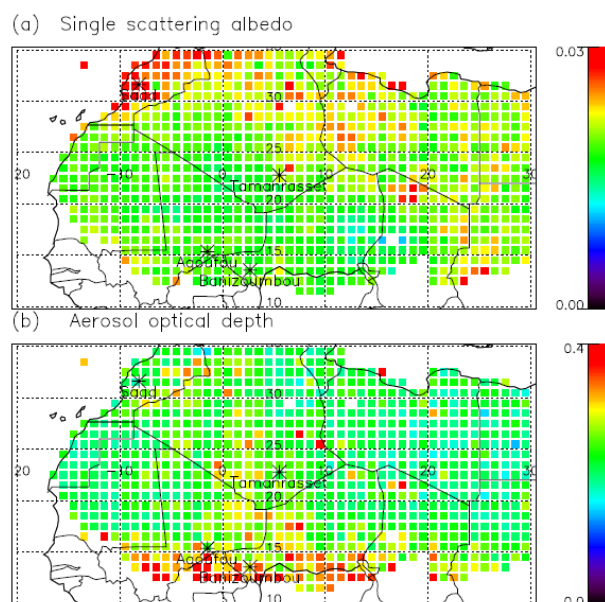 (a) Single scattering albedo
0.03
30
Saad
25
20 -10 0 10 20 30
Tamanrasset
20
15
Agoufou
Banizoumbou
10
0.00
(b) Aerosol optical depth
0.4
30
Saad
25
20 -10 0 10 20 30
Tamanrasset
20
15
Agoufou
Banizoumbou
10
0.0